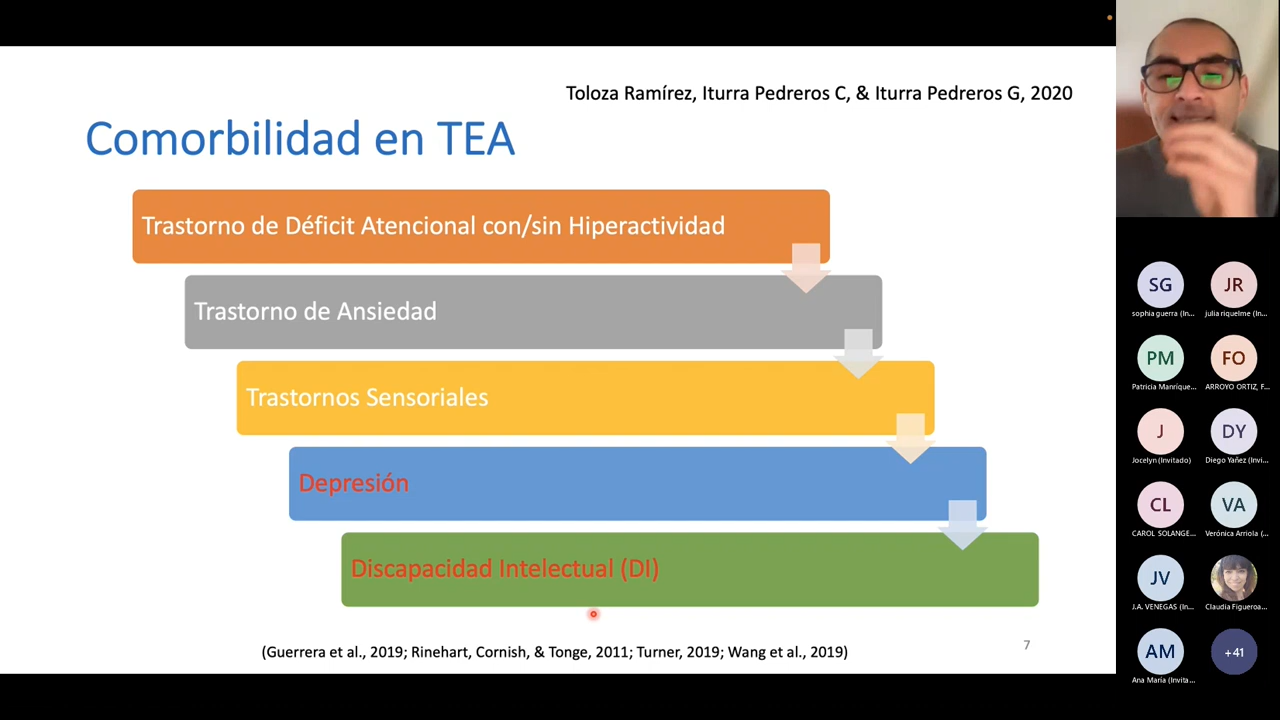 Toloza Ramírez, Iturra Pedreros C, & Iturra Pedreros G, 2020
Comorbilidad en TEA
Trastorno de Déficit Atencional con/sin Hiperactividad
Trastorno de Ansiedad
Trastornos Sensoriales
Depresión
Discapacidad Intelectual (DI)
(Guerrera et al., 2019; Rinehart, Cornish, & Tonge, 2011; Turner, 2019; Wang et al., 2019)
7
SG
JR
sophia guerra (In...
julia riquelme (In...
PM
FO
Patricia Manrique...
ARROYO ORTIZ, F...
J
DY
Jocelyn (Invitado)
Diego Yañez (Invi...
CL
VA
CAROL SOLANGE...
Verónica Arriola (...
JV
J.A. VENEGAS (In...
Claudia Figueroa...
AM
+41
Ana María (Invita...